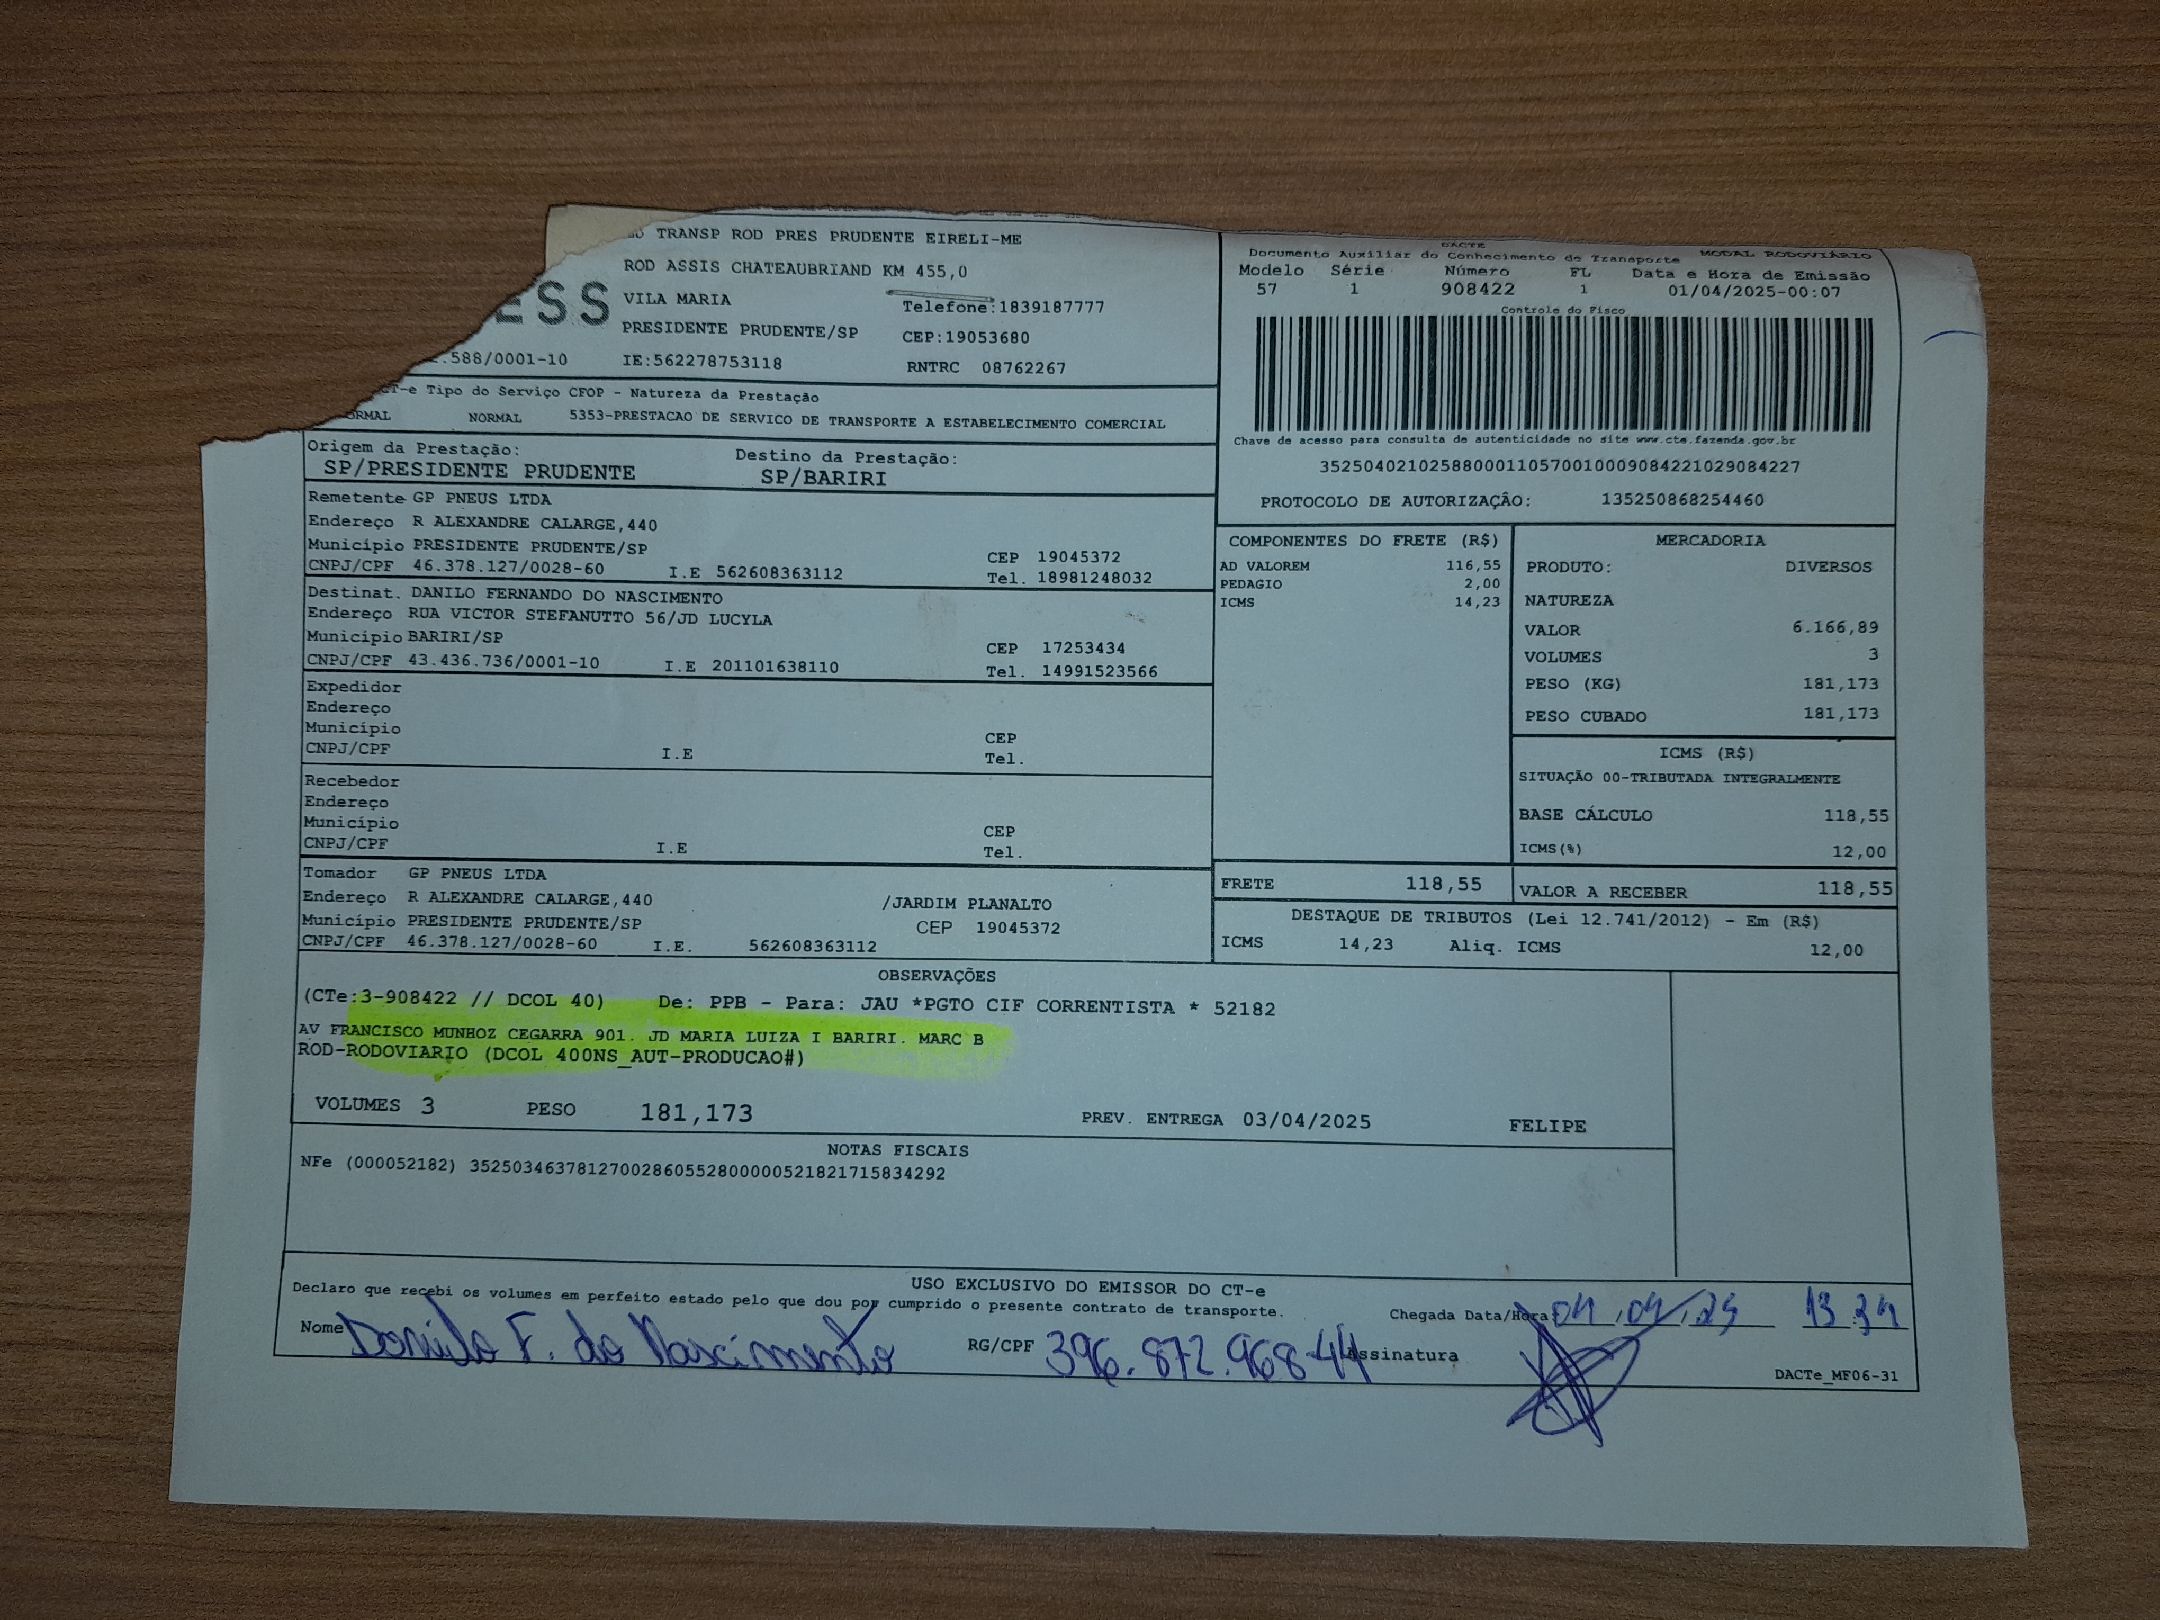 TRANSP ROD PRES PRUDENTE EIRELI-ME
ROD ASSIS CHATEAUBRIAND KM 455,0
ESS
VILA MARIA
Telefone:1839187777
PRESIDENTE PRUDENTE/SP
CEP:19053680
.588/0001-10
IE:562278753118
RNTRC 08762267
DACTE
Documento Auxiliar do Conhecimento de Transporte MODAL RODOVIÁRIO
Modelo Série Número FL Data e Hora de Emissão
57 1 908422 1 01/04/2025-00:07
Controle do Fisco
Chave de acesso para consulta de autenticidade no site www.cte.fazenda.gov.br
35250402102588000110570010009084221029084227
PROTOCOLO DE AUTORIZAÇÂO: 135250868254460
CT-e Tipo do Serviço CFOP - Natureza da Prestação
ORMAL NORMAL 5353-PRESTACAO DE SERVICO DE TRANSPORTE A ESTABELECIMENTO COMERCIAL
Origem da Prestação: Destino da Prestação:
SP/PRESIDENTE PRUDENTE SP/BARIRI
Remetente GP PNEUS LTDA
Endereço R ALEXANDRE CALARGE,440
Município PRESIDENTE PRUDENTE/SP CEP 19045372
CNPJ/CPF 46.378.127/0028-60 I.E 562608363112 Tel. 18981248032
Destinat. DANILO FERNANDO DO NASCIMENTO
Endereço RUA VICTOR STEFANUTTO 56/JD LUCYLA
Município BARIRI/SP CEP 17253434
CNPJ/CPF 43.436.736/0001-10 I.E 201101638110 Tel. 14991523566
Expedidor
Endereço
Município CEP
CNPJ/CPF I.E Tel.
Recebedor
Endereço
Município CEP
CNPJ/CPF I.E Tel.
Tomador GP PNEUS LTDA
Endereço R ALEXANDRE CALARGE,440 /JARDIM PLANALTO
Município PRESIDENTE PRUDENTE/SP CEP 19045372
CNPJ/CPF 46.378.127/0028-60 I.E. 562608363112
COMPONENTES DO FRETE (R$)
AD VALOREM 116,55
PEDAGIO 2,00
ICMS 14,23
MERCADORIA
PRODUTO: DIVERSOS
NATUREZA
VALOR 6.166,89
VOLUMES 3
PESO (KG) 181,173
PESO CUBADO 181,173
ICMS (R$)
SITUAÇÃO 00-TRIBUTADA INTEGRALMENTE
BASE CÁLCULO 118,55
ICMS(%) 12,00
FRETE 118,55
VALOR A RECEBER 118,55
DESTAQUE DE TRIBUTOS (Lei 12.741/2012) - Em (R$)
ICMS 14,23 Aliq. ICMS 12,00
OBSERVAÇÕES
(CTe:3-908422 // DCOL 40) De: PPB - Para: JAU *PGTO CIF CORRENTISTA * 52182
AV FRANCISCO MUNHOZ CEGARRA 901. JD MARIA LUIZA I BARIRI. MARC B
ROD-RODOVIARIO (DCOL 400NS_AUT-PRODUCAO#)
VOLUMES 3 PESO 181,173 PREV. ENTREGA 03/04/2025 FELIPE
NOTAS FISCAIS
NFe (000052182) 35250346378127002860552800000521821715834292
USO EXCLUSIVO DO EMISSOR DO CT-e
Declaro que recebi os volumes em perfeito estado pelo que dou por cumprido o presente contrato de transporte. Chegada Data/Hora: 04,04,25
Nome Danilo F. do Nascimento RG/CPF 396.872.968-44 Assinatura
DACTe_MF06-31